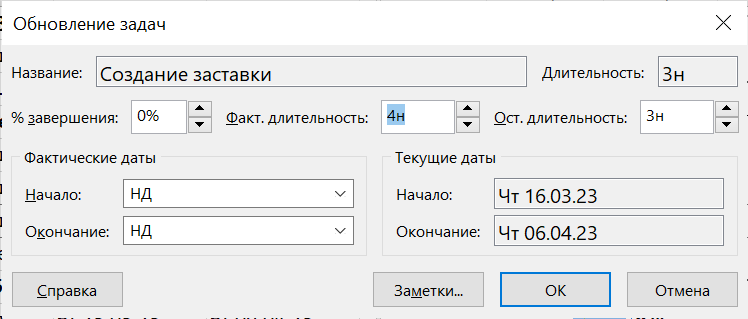 Обновление задач
Название: Создание заставки Длительность: 3н
% завершения: 0% Факт. длительность: 4н Ост. длительность: 3н
Фактические даты Текущие даты
Начало: НД Начало: Чт 16.03.23
Окончание: НД Окончание: Чт 06.04.23
Справка Заметки... ОК Отмена